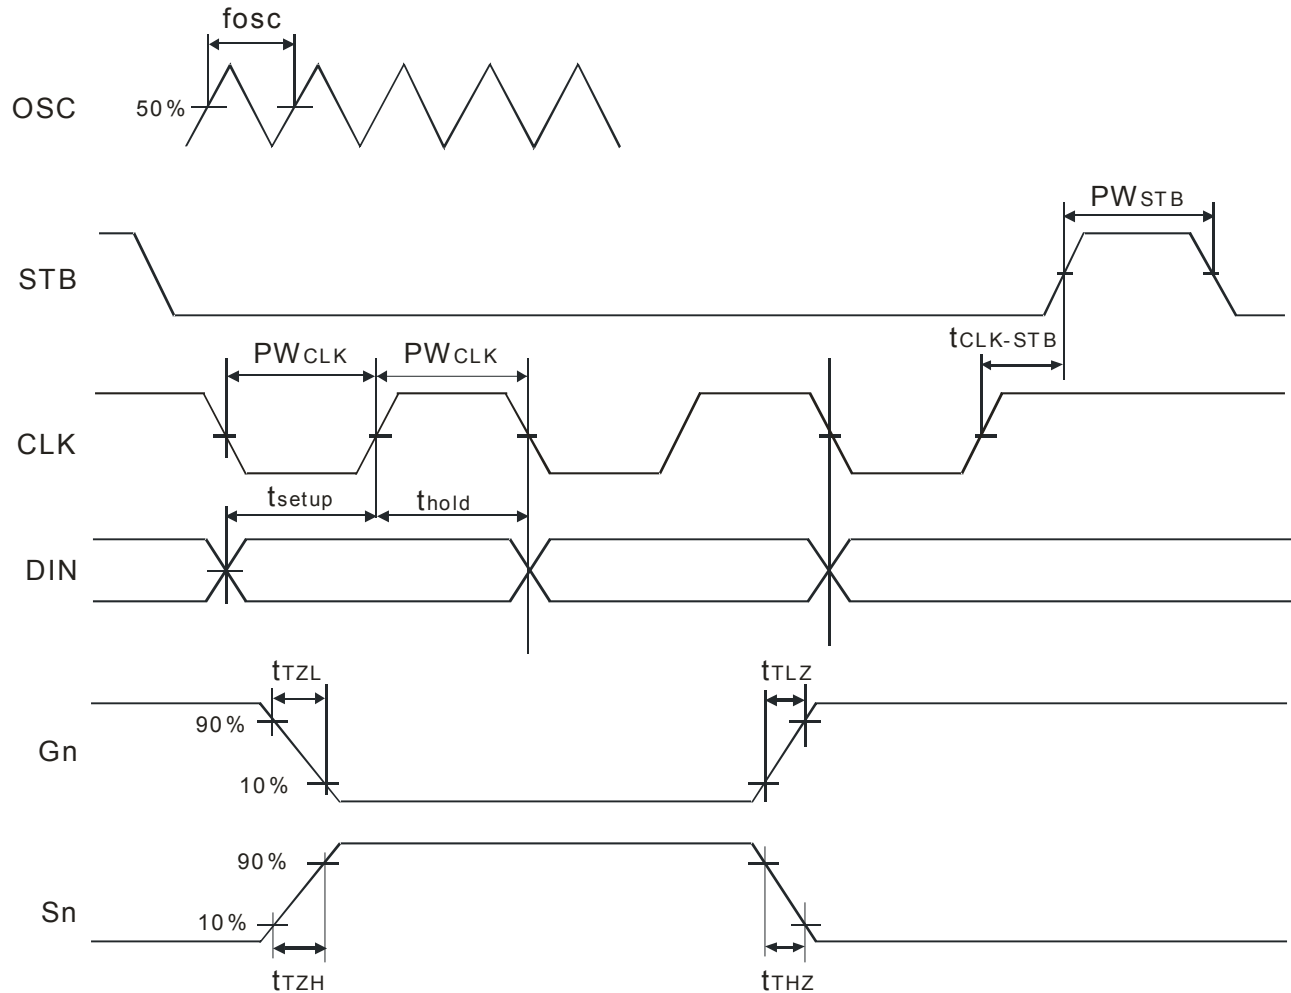 fosc
OSC
50%
PWSTB
STB
tCLK-STB
PWCLK PWCLK
CLK
tsetup thold
DIN
tTZL tTLZ
90%
Gn
10%
90%
Sn
10%
tTZH tTHZ